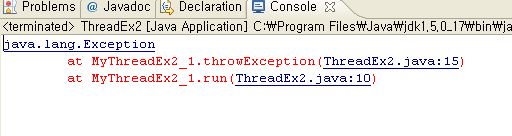 Problems @ Javadoc Declaration Console
<terminated> ThreadEx2 [Java Application] C:₩Program Files₩Java₩jdk1,5,0_17₩bin₩ja
java.lang.Exception
at MyThreadEx2_1.throwException(ThreadEx2.java:15)
at MyThreadEx2_1.run(ThreadEx2.java:10)